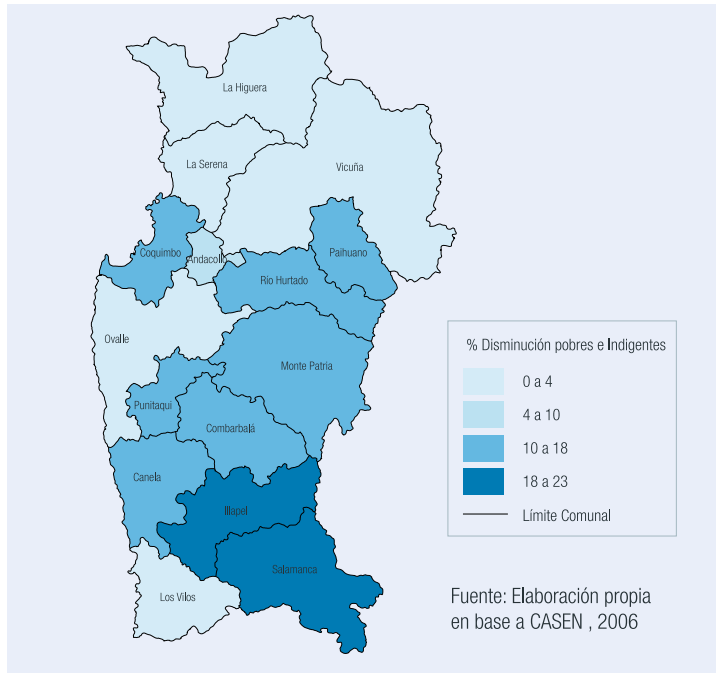 La Higuera
La Serena
Vicuña
Coquimbo
Andacollo
Paihuano
Río Hurtado
Ovalle
Monte Patria
Punitaqui
Combarbalá
Canela
Illapel
Salamanca
Los Vilos
% Disminución pobres e Indigentes
0 a 4
4 a 10
10 a 18
18 a 23
Límite Comunal
Fuente: Elaboración propia
en base a CASEN , 2006